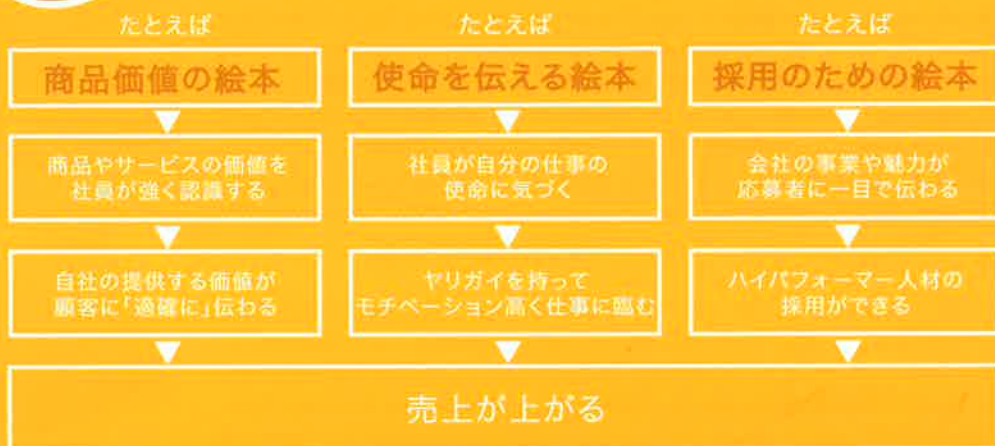 たとえば
商品価値の絵本
商品やサービスの価値を
社員が強く認識する
自社の提供する価値が
顧客に「適確に」伝わる
たとえば
使命を伝える絵本
社員が自分の仕事の
使命に気づく
ヤリガイを持って
モチベーション高く仕事に臨む
たとえば
採用のための絵本
会社の事業や魅力が
応募者に一目で伝わる
ハイパフォーマー人材の
採用ができる
売上が上がる